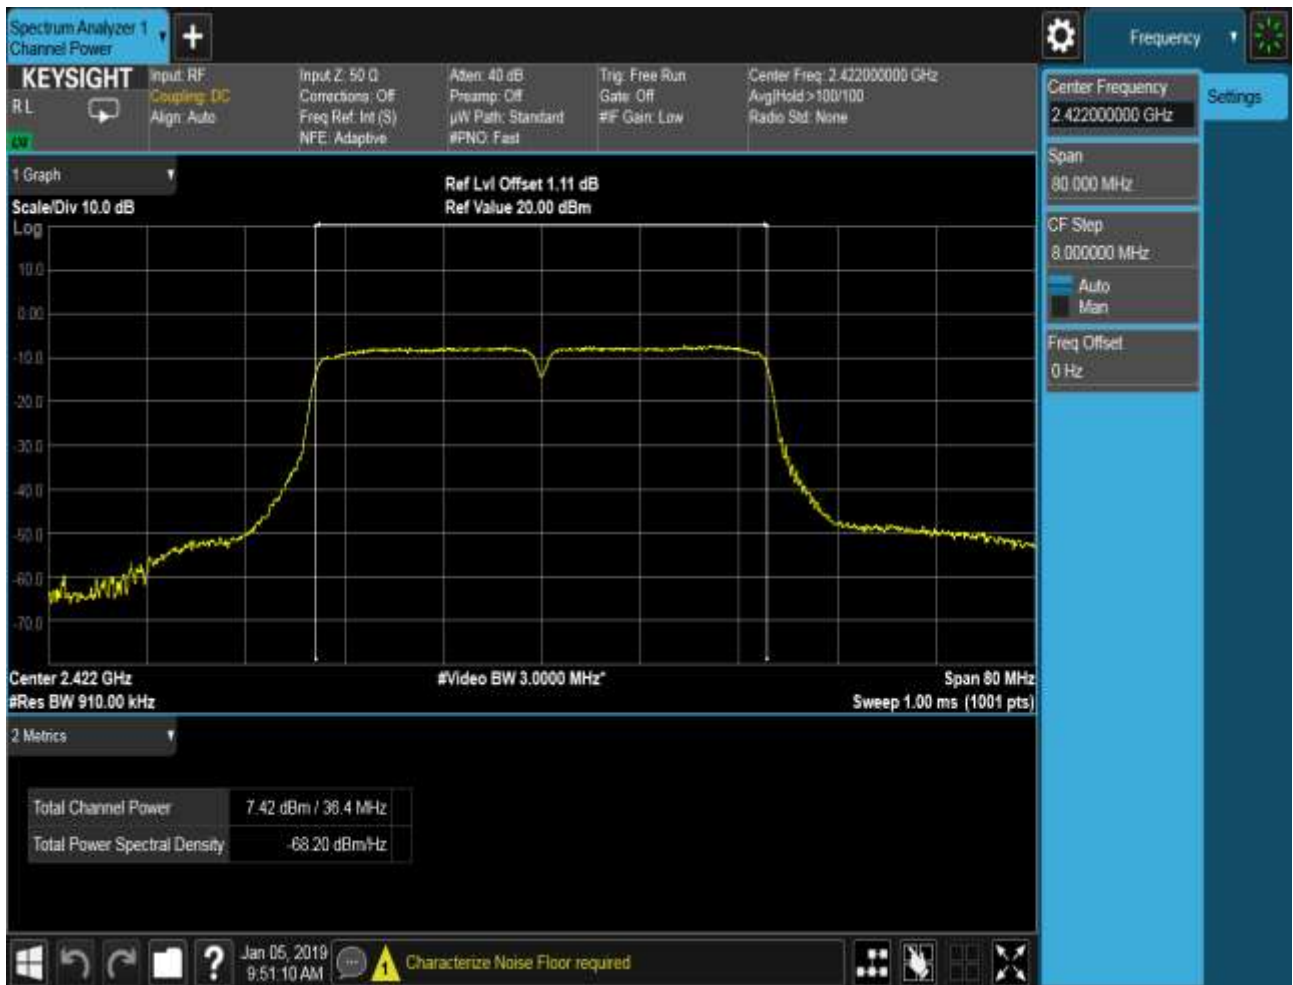 Spectrum Analyzer 1
Channel Power
Frequency
KEYSIGHT
R L
Input: RF
Coupling: DC
Align: Auto
Input Z: 50 Ω
Corrections: Off
Freq Ref: Int (S)
NFE: Adaptive
Atten: 40 dB
Preamp: Off
µW Path: Standard
#PNO: Fast
Trig: Free Run
Gate: Off
#IF Gain: Low
Center Freq: 2.422000000 GHz
Avg|Hold >100/100
Radio Std: None
Center Frequency
2.422000000 GHz
Settings
Span
80.000 MHz
CF Step
8.000000 MHz
Auto
Man
Freq Offset
0 Hz
1 Graph
Scale/Div 10.0 dB
Ref Lvl Offset 1.11 dB
Ref Value 20.00 dBm
Log
10.0
0.00
-10.0
-20.0
-30.0
-40.0
-50.0
-60.0
-70.0
Center 2.422 GHz
#Video BW 3.0000 MHz*
Span 80 MHz
#Res BW 910.00 kHz
Sweep 1.00 ms (1001 pts)
2 Metrics
Total Channel Power 7.42 dBm / 36.4 MHz
Total Power Spectral Density -68.20 dBm/Hz
?
Jan 05, 2019
9:51:10 AM
1
Characterize Noise Floor required